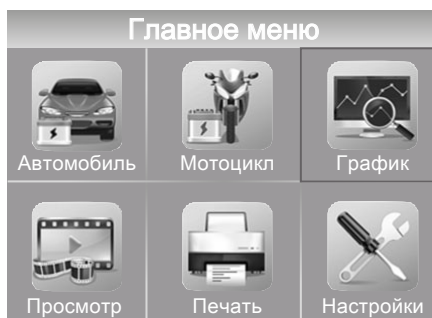 Главное меню
Автомобиль Мотоцикл График
Просмотр Печать Настройки